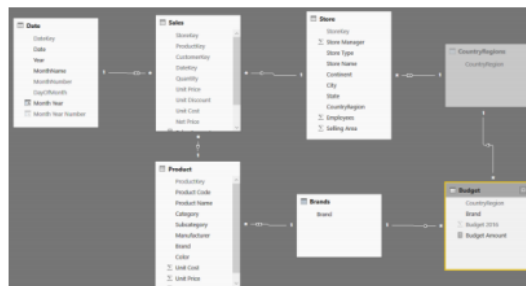 Date
DateKey
Date
Year
MonthName
MonthNumber
DayOfMonth
Month Year
Month Year Number
Sales
StoreKey
ProductKey
CustomerKey
DateKey
Quantity
Unit Price
Unit Discount
Unit Cost
Net Price
Store
StoreKey
Store Manager
Store Type
Store Name
Continent
City
State
CountryRegion
Employees
Selling Area
CountryRegions
CountryRegion
Product
ProductKey
Product Code
Product Name
Category
Subcategory
Manufacturer
Brand
Color
Unit Cost
Unit Price
Brands
Brand
Budget
CountryRegion
Brand
Budget 2016
Budget Amount